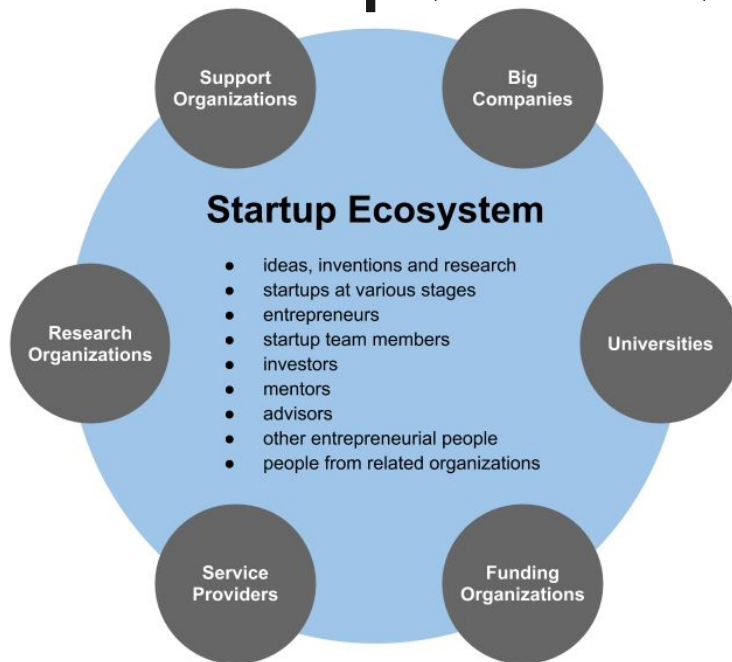 Support
Organizations
Big
Companies
Startup Ecosystem
● ideas, inventions and research
● startups at various stages
● entrepreneurs
● startup team members
● investors
● mentors
● advisors
● other entrepreneurial people
● people from related organizations
Research
Organizations
Universities
Service
Providers
Funding
Organizations